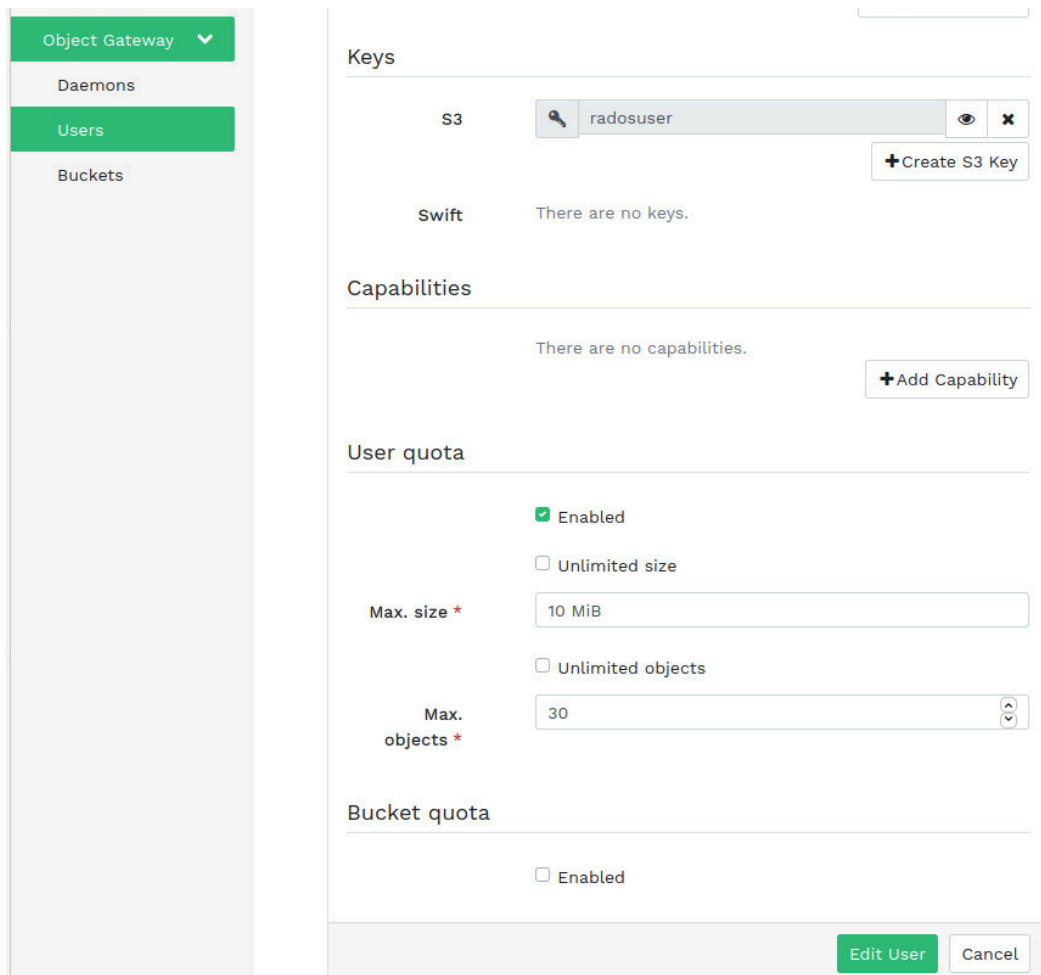 Object Gateway
Daemons
Users
Buckets
Keys
S3
radosuser
Create S3 Key
Swift
There are no keys.
Capabilities
There are no capabilities.
Add Capability
User quota
Enabled
Unlimited size
Max. size *
10 MiB
Unlimited objects
Max.
objects *
30
Bucket quota
Enabled
Edit User
Cancel